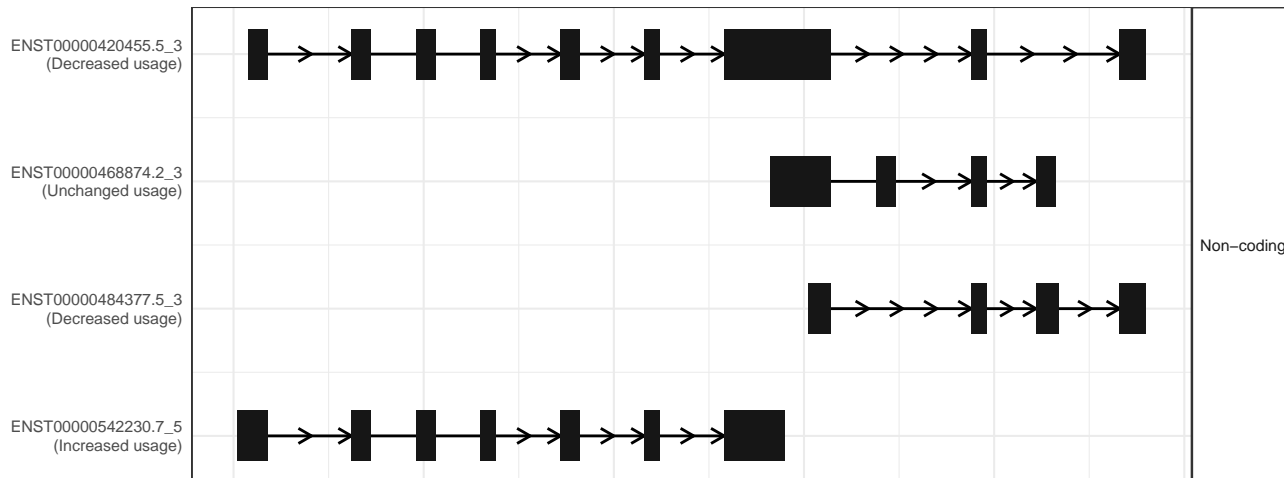 ENST00000420455.5_3
(Decreased usage)
ENST00000468874.2_3
(Unchanged usage)
Non−coding
ENST00000484377.5_3
(Decreased usage)
ENST00000542230.7_5
(Increased usage)